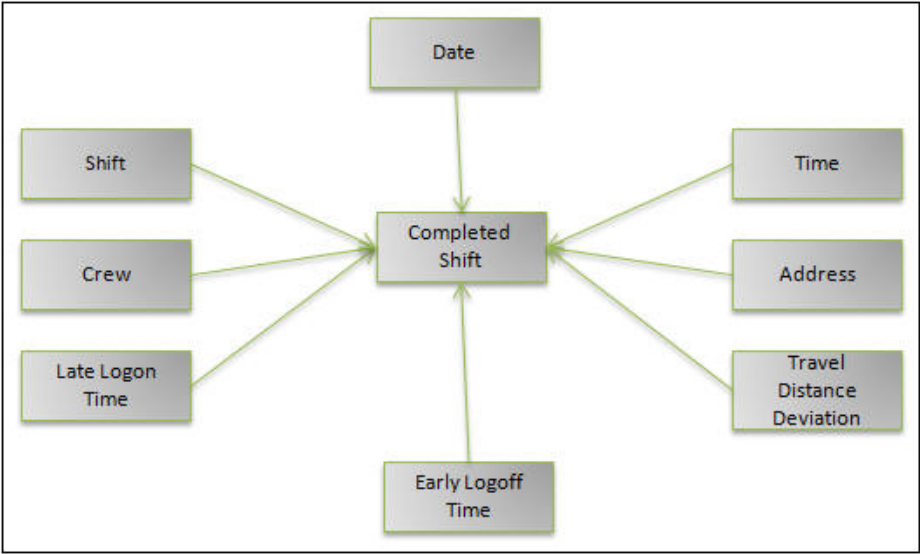 Date
Shift
Time
Completed
Shift
Crew
Address
Late Logon
Time
Travel
Distance
Deviation
Early Logoff
Time